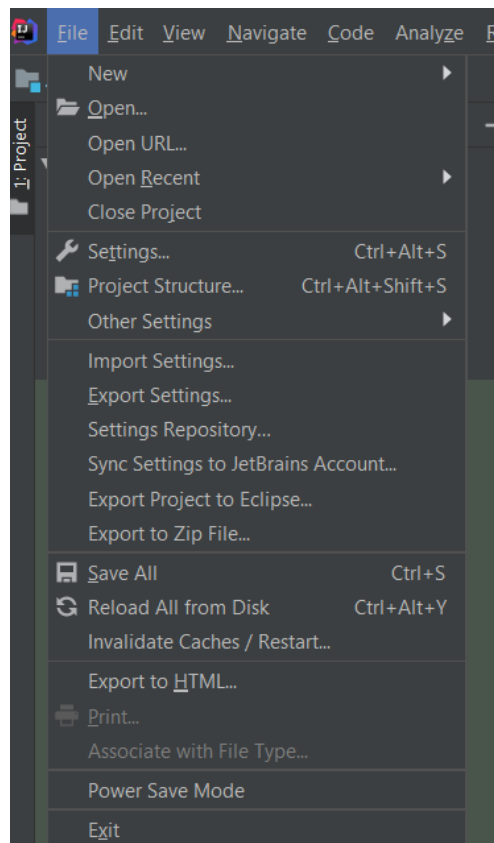 IJ
File Edit View Navigate Code Analyze R
1: Project
New
Open...
Open URL...
Open Recent
Close Project
Settings... Ctrl+Alt+S
Project Structure... Ctrl+Alt+Shift+S
Other Settings
Import Settings...
Export Settings...
Settings Repository...
Sync Settings to JetBrains Account...
Export Project to Eclipse...
Export to Zip File...
Save All Ctrl+S
Reload All from Disk Ctrl+Alt+Y
Invalidate Caches / Restart...
Export to HTML...
Print...
Associate with File Type...
Power Save Mode
Exit